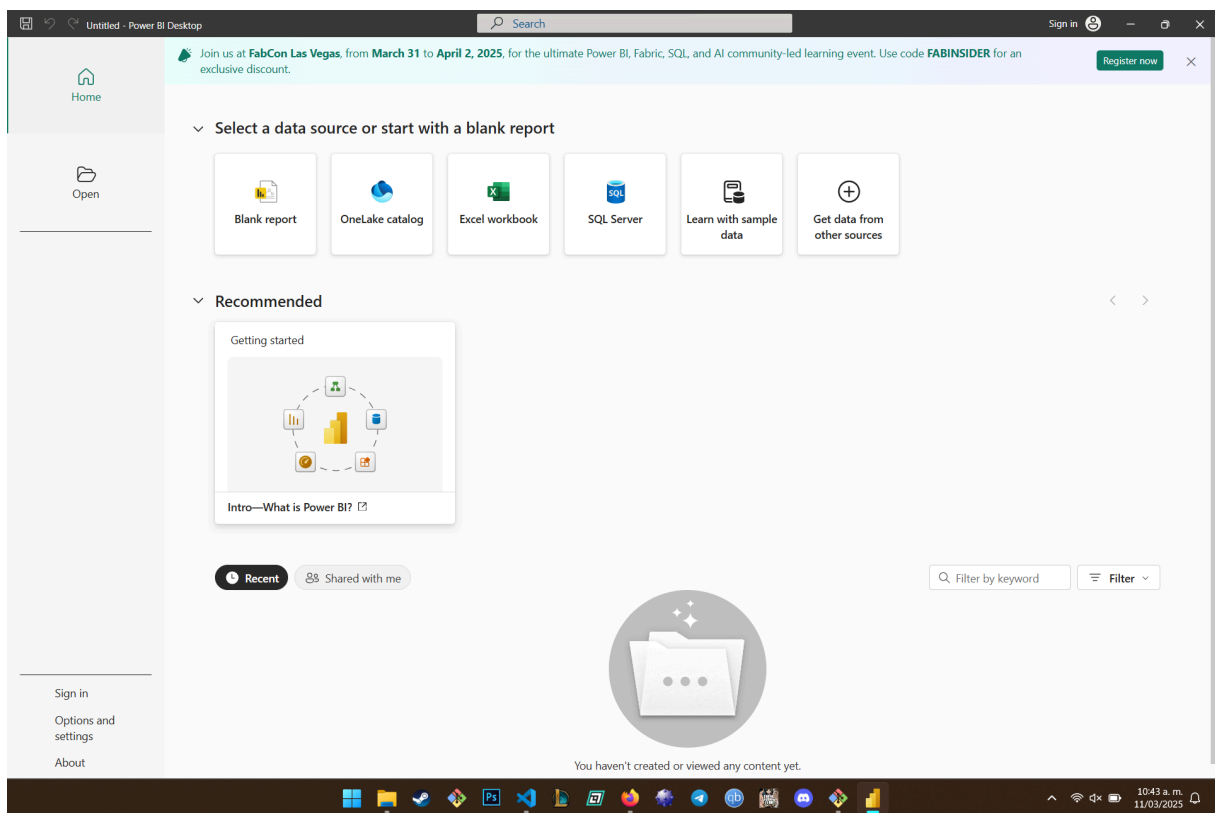 Untitled - Power BI Desktop
Search
Sign in
Home
Open
Join us at FabCon Las Vegas, from March 31 to April 2, 2025, for the ultimate Power BI, Fabric, SQL, and AI community-led learning event. Use code FABINSIDER for an
exclusive discount.
Register now
Select a data source or start with a blank report
Blank report
OneLake catalog
Excel workbook
SQL
SQL Server
Learn with sample
data
Get data from
other sources
Recommended
Getting started
Intro—What is Power BI?
Recent
Shared with me
Filter by keyword
Filter
You haven't created or viewed any content yet.
Sign in
Options and
settings
About
Ps
qb
10:43 a. m.
11/03/2025